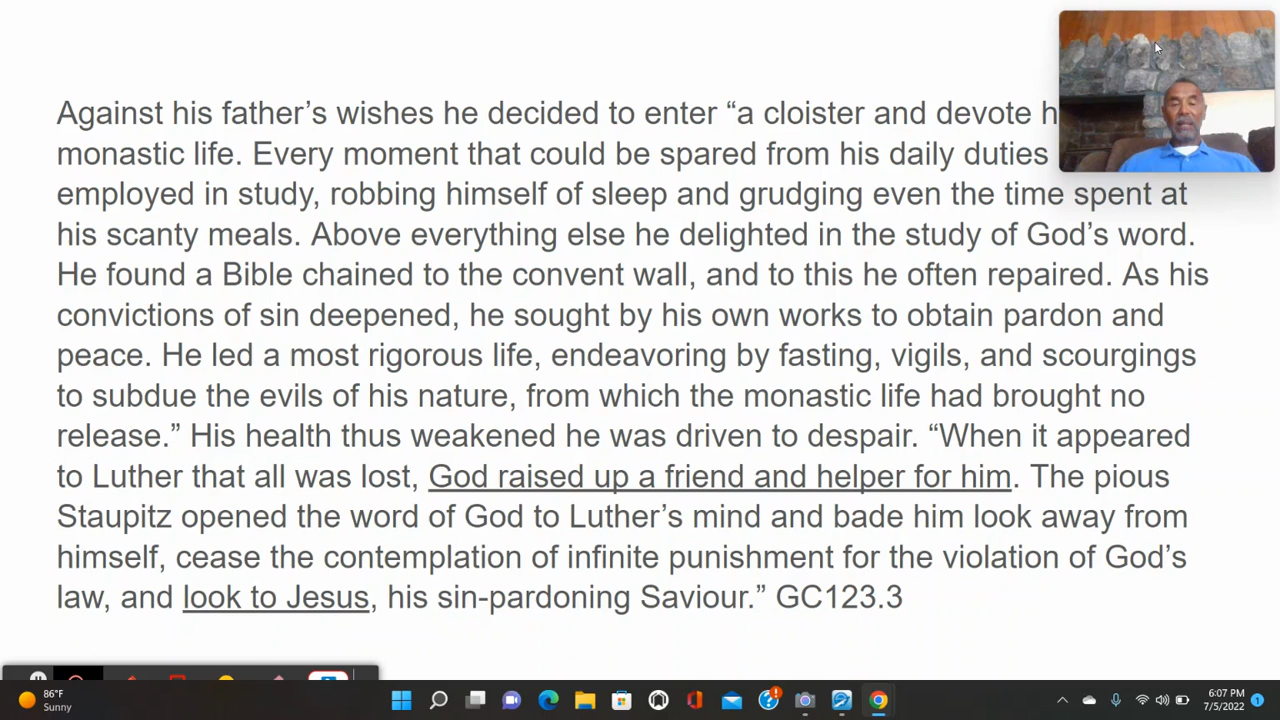 Against his father’s wishes he decided to enter “a cloister and devote
monastic life. Every moment that could be spared from his daily duties
employed in study, robbing himself of sleep and grudging even the time spent at
his scanty meals. Above everything else he delighted in the study of God’s word.
He found a Bible chained to the convent wall, and to this he often repaired. As his
convictions of sin deepened, he sought by his own works to obtain pardon and
peace. He led a most rigorous life, endeavoring by fasting, vigils, and scourgings
to subdue the evils of his nature, from which the monastic life had brought no
release.” His health thus weakened he was driven to despair. “When it appeared
to Luther that all was lost, God raised up a friend and helper for him. The pious
Staupitz opened the word of God to Luther’s mind and bade him look away from
himself, cease the contemplation of infinite punishment for the violation of God’s
law, and look to Jesus, his sin-pardoning Saviour.” GC123.3
86°F
Sunny
6:07 PM
7/5/2022